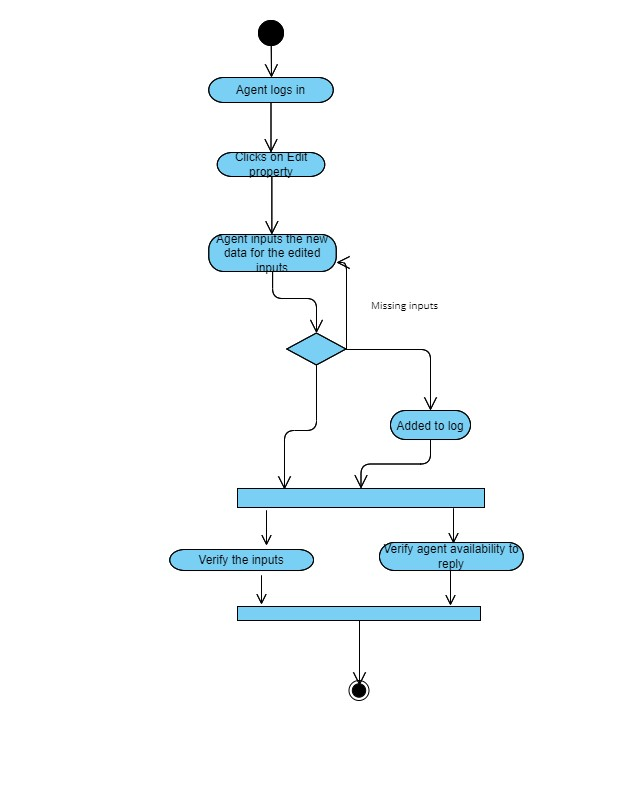 Agent logs in
Clicks on Edit
property
Agent inputs the new
data for the edited
inputs
Missing inputs
Added to log
Verify the inputs
Verify agent availability to
reply